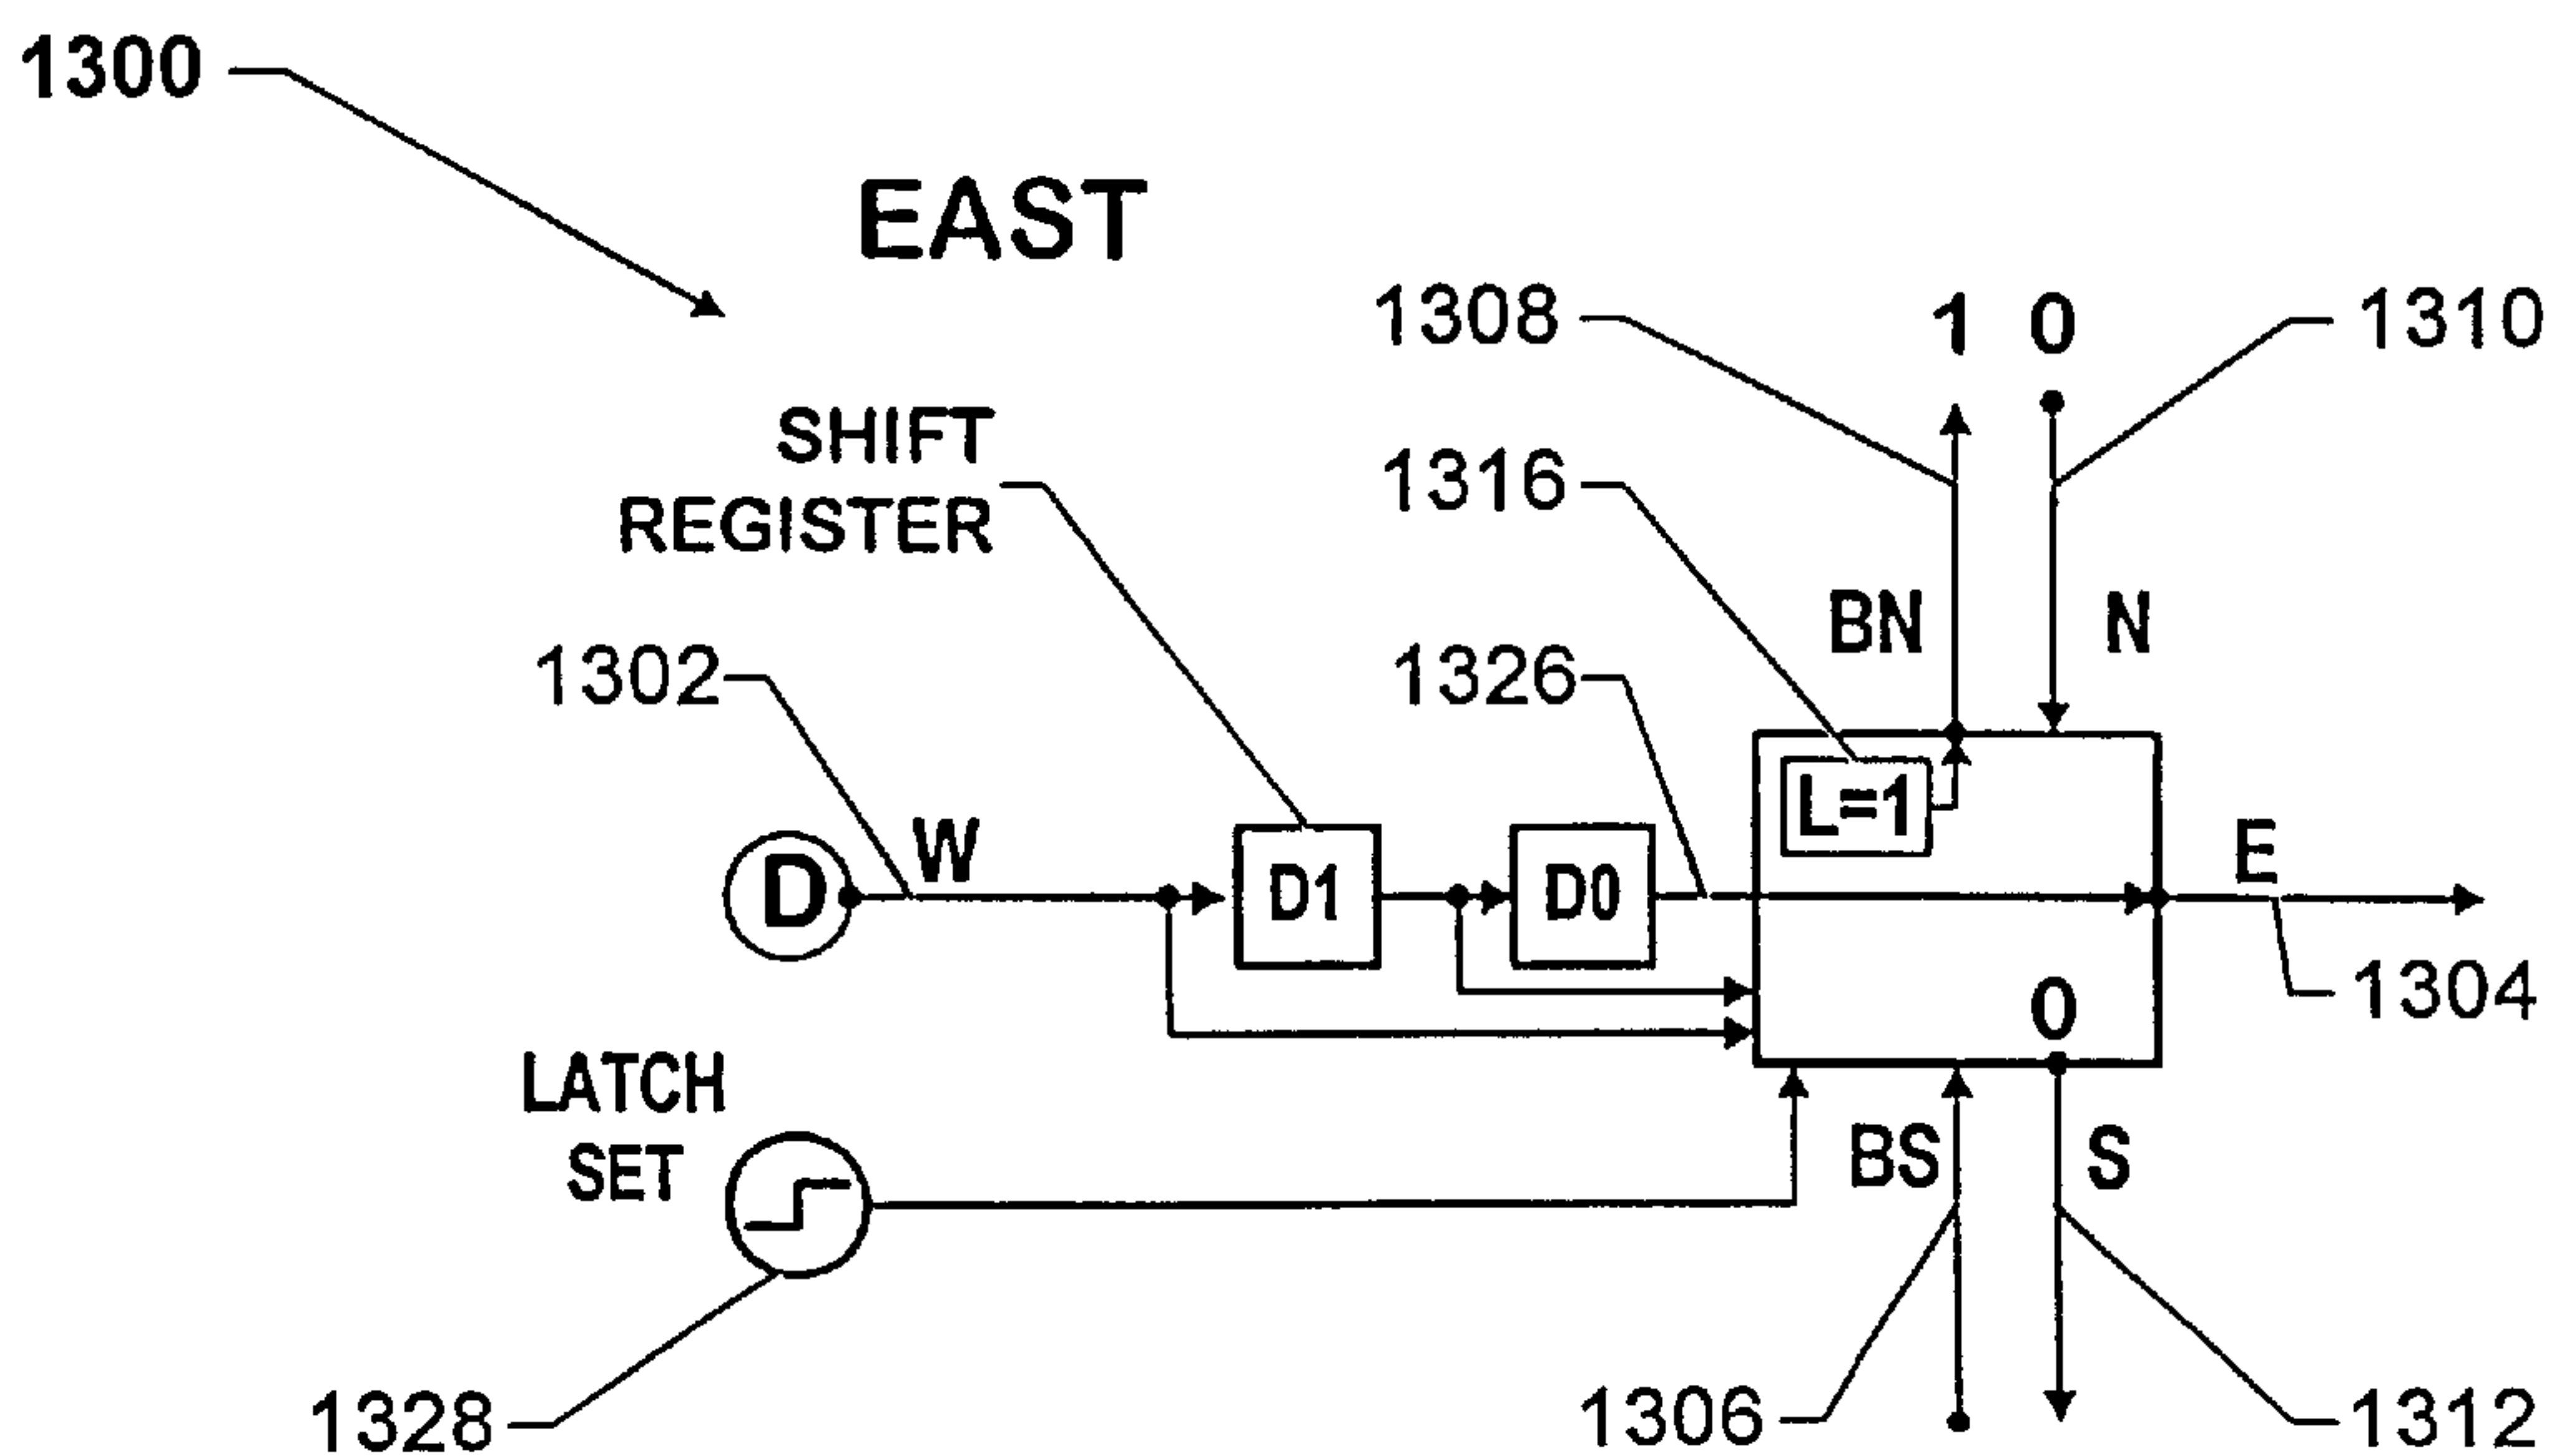 1300
EAST
1308
1 0
1310
SHIFT
REGISTER
1316
BN
N
1302
1326
L=1
D
W
D1
D0
E
1304
0
LATCH
SET
BS
S
1328
1306
1312